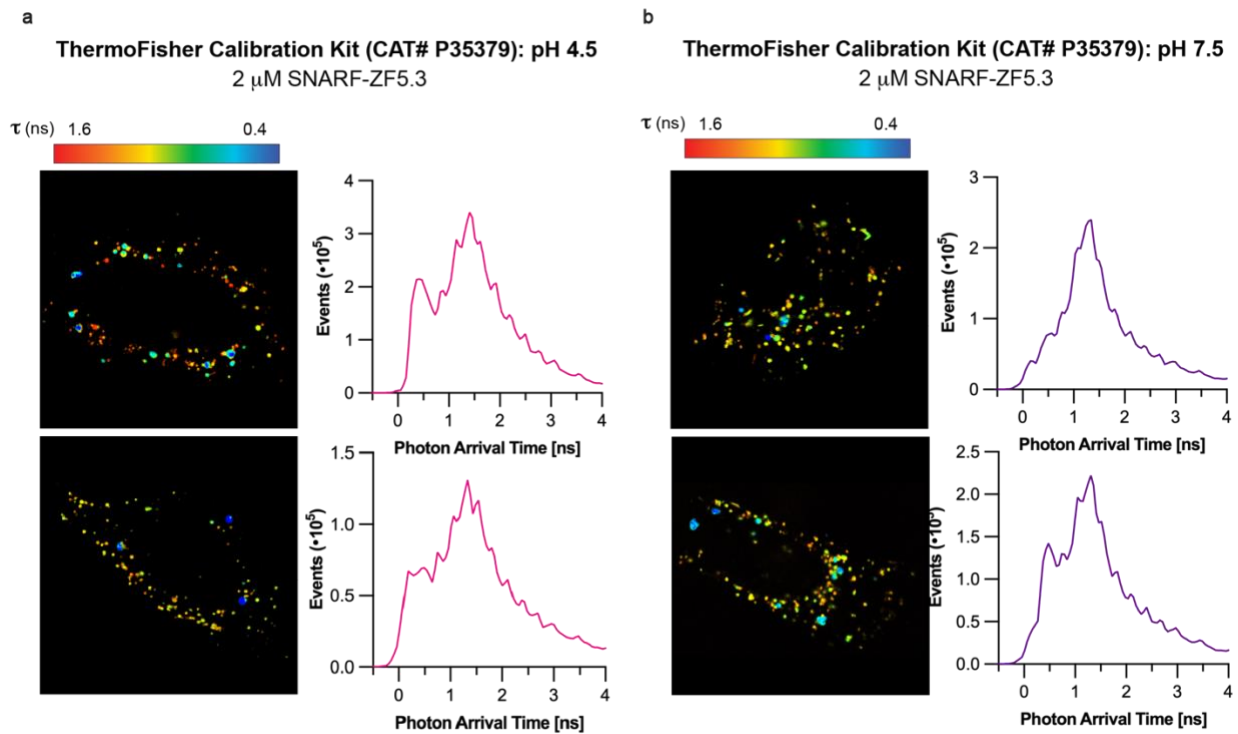 a
ThermoFisher Calibration Kit (CAT# P35379): pH 4.5
2 μM SNARF-ZF5.3
τ (ns) 1.6 0.4
4
3
2
1
0
Events (•10⁵)
0 1 2 3 4
Photon Arrival Time [ns]
1.5
1.0
0.5
0.0
Events (•10⁵)
0 1 2 3 4
Photon Arrival Time [ns]
b
ThermoFisher Calibration Kit (CAT# P35379): pH 7.5
2 μM SNARF-ZF5.3
τ (ns) 1.6 0.4
3
2
1
0
Events (•10⁵)
0 1 2 3 4
Photon Arrival Time [ns]
2.5
2.0
1.5
1.0
0.5
0.0
Events (•10⁵)
0 1 2 3 4
Photon Arrival Time [ns]